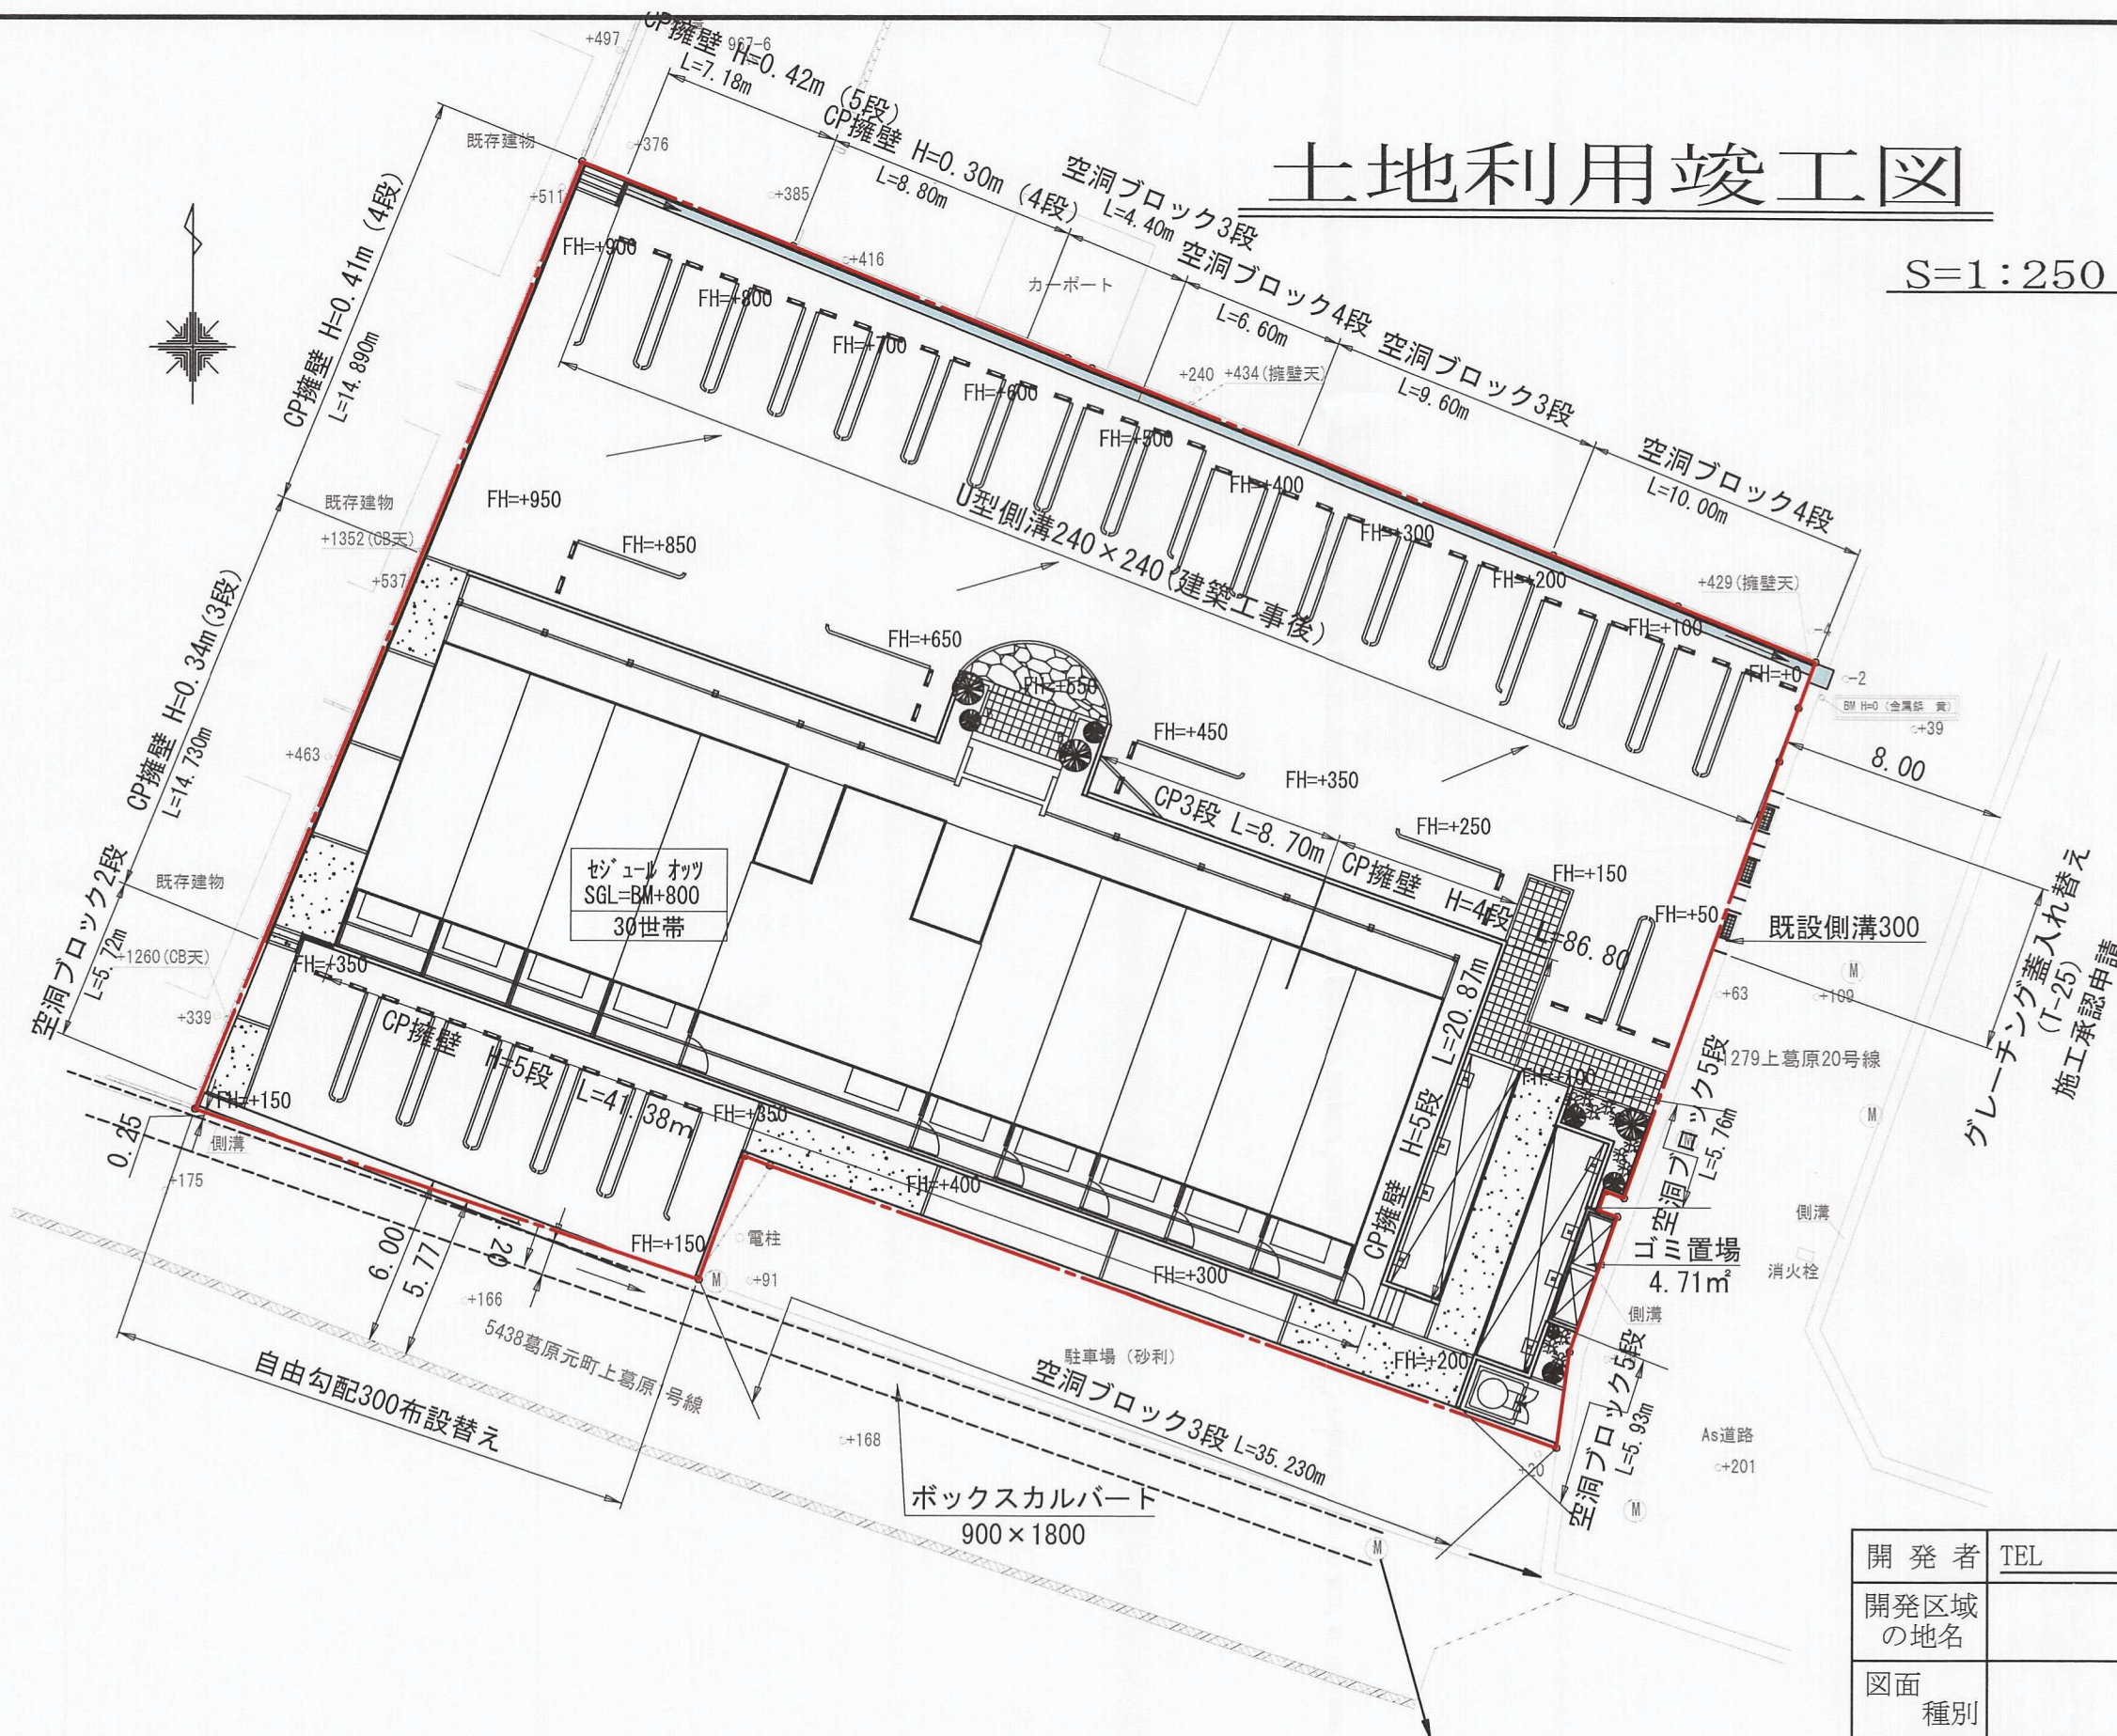 土地利用竣工図
S=1:250
+497
967-6
CP擁壁 H=0.42m (5段)
L=7.18m
CP擁壁 H=0.30m (4段)
L=8.80m
空洞ブロック3段
L=4.40m
空洞ブロック4段
L=6.60m
空洞ブロック3段
L=9.60m
空洞ブロック4段
L=10.00m
既存建物
+376
+511
+385
+416
カーポート
+240
+434(擁壁天)
+429(擁壁天)
-4
-2
BM H=0 (金属鋲 黄)
+39
8.00
CP擁壁 H=0.41m (4段)
L=14.890m
FH=+900
FH=+800
FH=+700
FH=+600
FH=+500
FH=+400
FH=+300
FH=+200
FH=+100
FH=+0
U型側溝240×240(建築工事後)
既存建物
+1352(CB天)
+537
FH=+950
FH=+850
FH=+650
FH=+550
FH=+450
FH=+350
FH=+250
FH=+150
FH=+50
CP擁壁 H=0.34m(3段)
L=14.730m
+463
CP3段 L=8.70m
CP擁壁 H=4段
L=86.80
既設側溝300
グレーチング蓋入れ替え
(T-25)
施工承認申請
セジュール オッツ
SGL=BM+800
30世帯
既存建物
空洞ブロック2段
L=5.72m
+1260(CB天)
+339
FH=+350
CP擁壁 H=5段 L=41.38m
FH=+350
FH=+150
CP擁壁 H=5段 L=20.87m
FH=+100
M
+63
+109
1279上葛原20号線
M
空洞ブロック5段
L=5.76m
0.25
側溝
+175
FH=+400
FH=+150
電柱
M
+91
FH=+300
FH=+200
ゴミ置場
4.71㎡
側溝
消火栓
側溝
6.00
5.77
20
+166
5438葛原元町上葛原1号線
自由勾配300布設替え
駐車場(砂利)
空洞ブロック3段 L=35.230m
+168
ボックスカルバート
900×1800
空洞ブロック5段
L=5.93m
+20
As道路
+201
M
M
開発者 TEL
開発区域
の地名
図面
種別